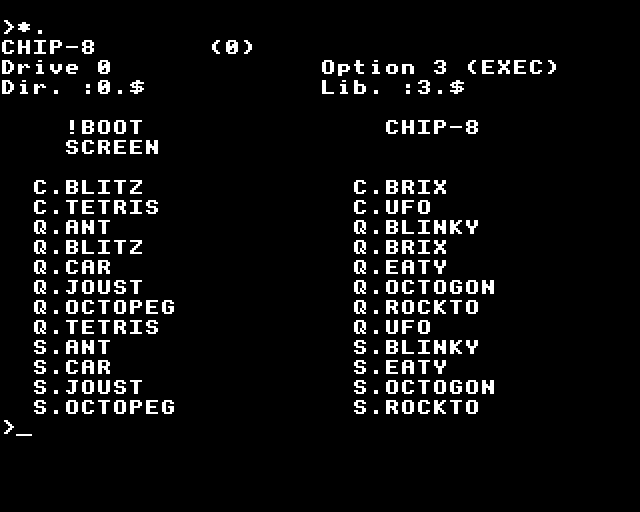 >*.
CHIP-8          (0)
Drive 0                 Option 3 (EXEC)
Dir. :0.$               Lib. :3.$
!BOOT                   CHIP-8
SCREEN
C.BLITZ                 C.BRIX
C.TETRIS                C.UFO
Q.ANT                   Q.BLINKY
Q.BLITZ                 Q.BRIX
Q.CAR                   Q.EATY
Q.JOUST                 Q.OCTOGON
Q.OCTOPEG               Q.ROCKTO
Q.TETRIS                Q.UFO
S.ANT                   S.BLINKY
S.CAR                   S.EATY
S.JOUST                 S.OCTOGON
S.OCTOPEG               S.ROCKTO
>_